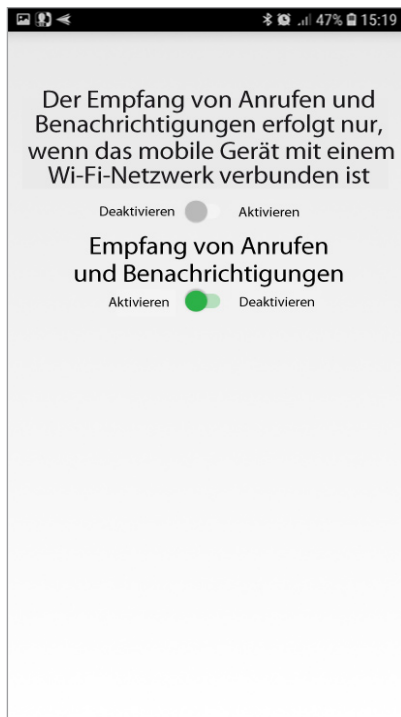 47% 15:19
Der Empfang von Anrufen und
Benachrichtigungen erfolgt nur,
wenn das mobile Gerät mit einem
Wi-Fi-Netzwerk verbunden ist
Deaktivieren Aktivieren
Empfang von Anrufen
und Benachrichtigungen
Aktivieren Deaktivieren